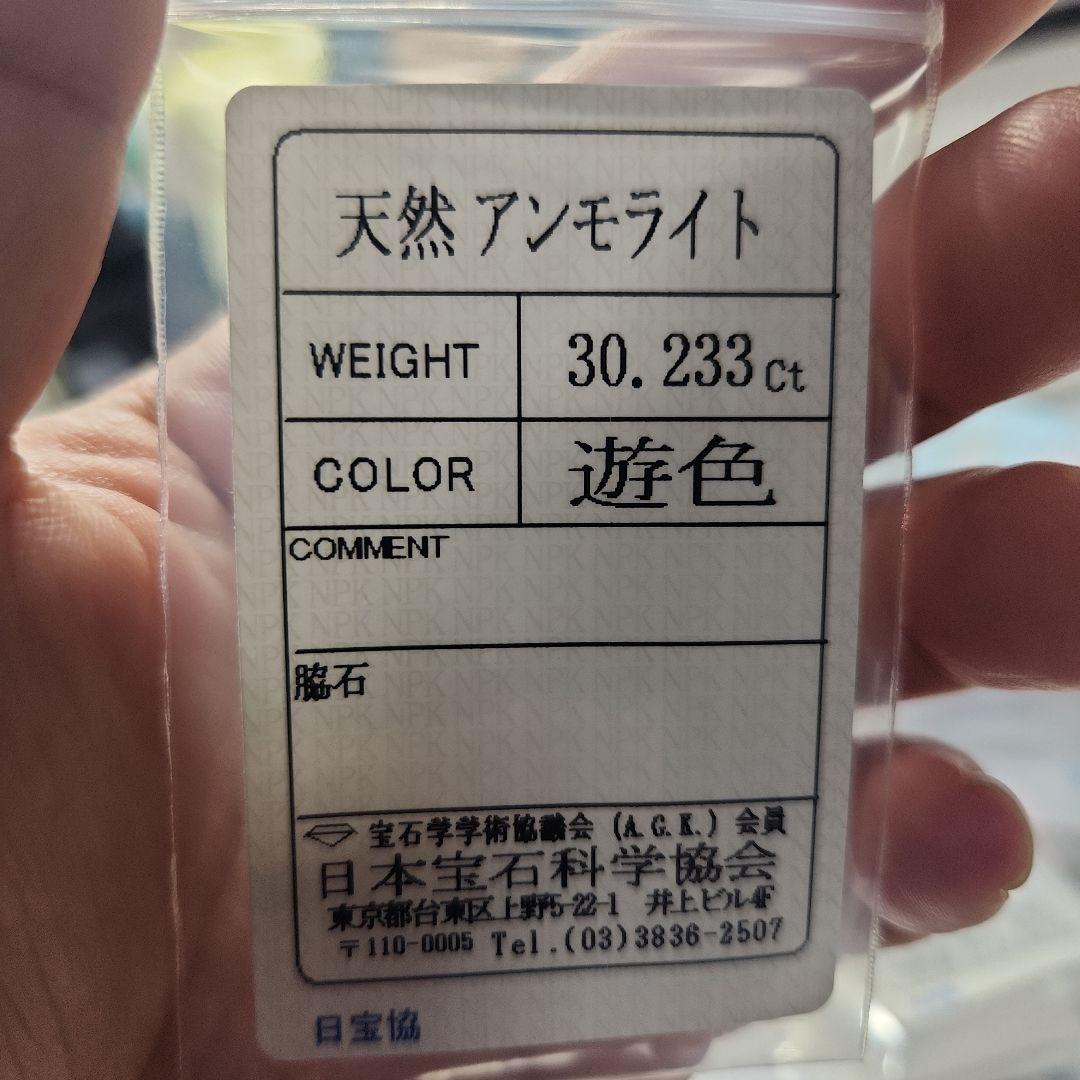 天然 アンモライト
WEIGHT 30.233ct
COLOR 遊色
COMMENT
脇石
宝石学学術協議会 (A.G.K.) 会員
日本宝石科学協会
東京都台東区上野5-22-1 井上ビル4F
〒110-0005 Tel.(03)3836-2507
日宝協